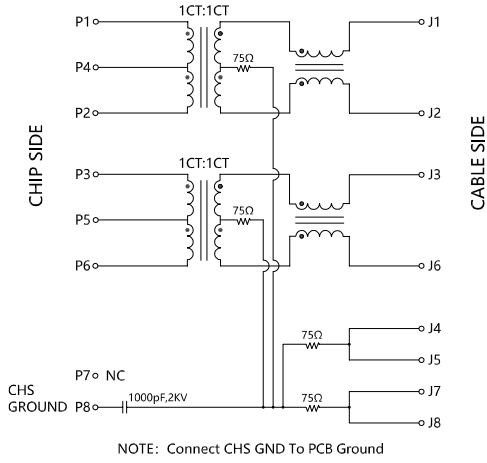 1CT:1CT
P1
J1
75Ω
P4
P2
J2
1CT:1CT
P3
J3
75Ω
P5
P6
J6
CHIP SIDE
CABLE SIDE
J4
75Ω
J5
P7 NC
J7
CHS
GROUND P8
1000pF,2KV
75Ω
J8
NOTE: Connect CHS GND To PCB Ground